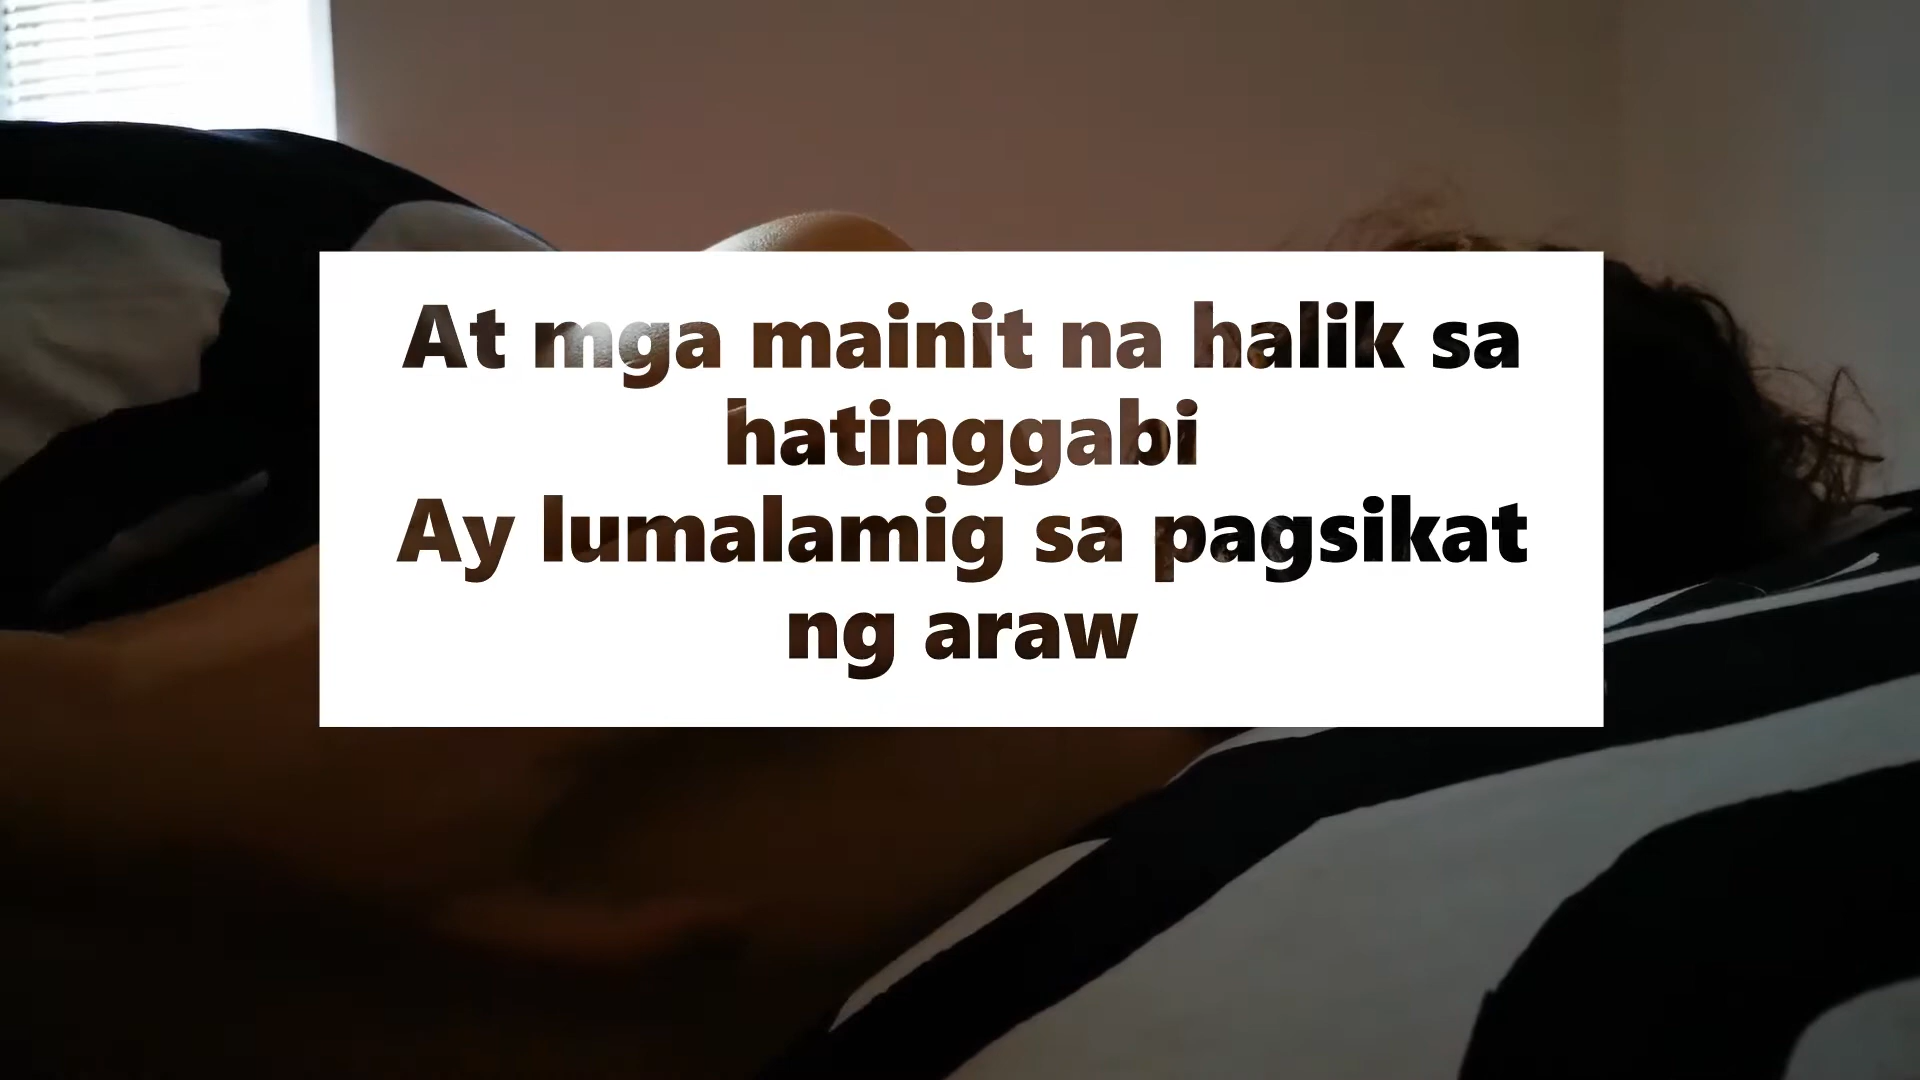 At mga mainit na halik sa
hatinggabi
Ay lumalamig sa pagsikat
ng araw